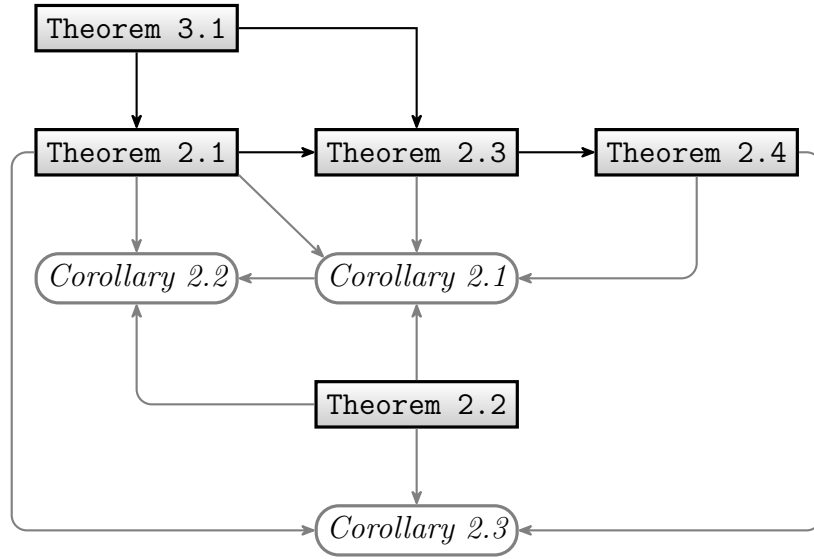 Theorem 3.1
Theorem 2.1
Theorem 2.3
Theorem 2.4
Corollary 2.2
Corollary 2.1
Theorem 2.2
Corollary 2.3